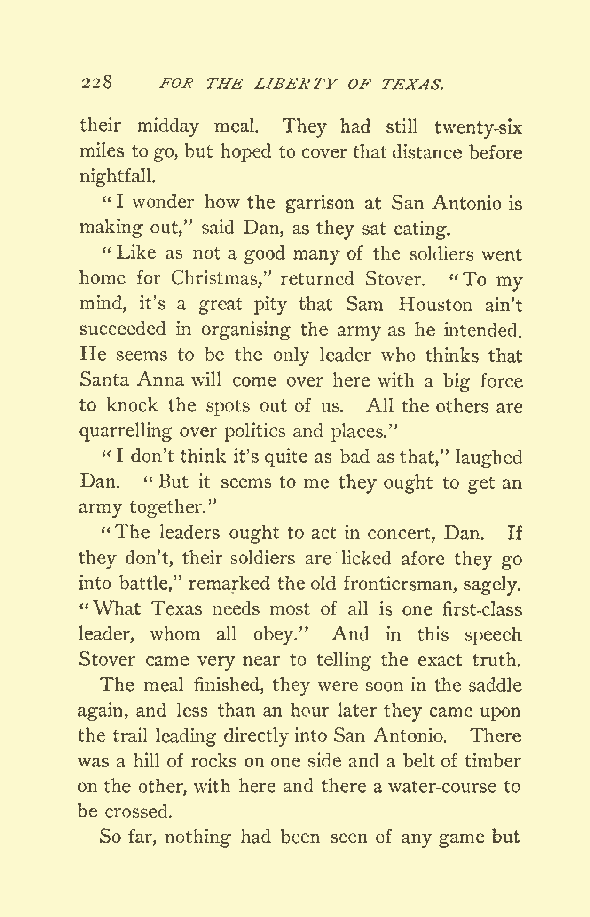 228 FOR THE LIBERTY OF TEXAS.
their midday meal. They had still twenty-six
miles to go, but hoped to cover that distance before
nightfall.
"I wonder how the garrison at San Antonio is
making out," said Dan, as they sat eating.
"Like as not a good many of the soldiers went
home for Christmas," returned Stover. "To my
mind, it's a great pity that Sam Houston ain't
succeeded in organising the army as he intended.
He seems to be the only leader who thinks that
Santa Anna will come over here with a big force
to knock the spots out of us. All the others are
quarrelling over politics and places."
"I don't think it's quite as bad as that," laughed
Dan. "But it seems to me they ought to get an
army together."
"The leaders ought to act in concert, Dan. If
they don't, their soldiers are licked afore they go
into battle," remarked the old frontiersman, sagely.
"What Texas needs most of all is one first-class
leader, whom all obey." And in this speech
Stover came very near to telling the exact truth.
The meal finished, they were soon in the saddle
again, and less than an hour later they came upon
the trail leading directly into San Antonio. There
was a hill of rocks on one side and a belt of timber
on the other, with here and there a water-course to
be crossed.
So far, nothing had been seen of any game but